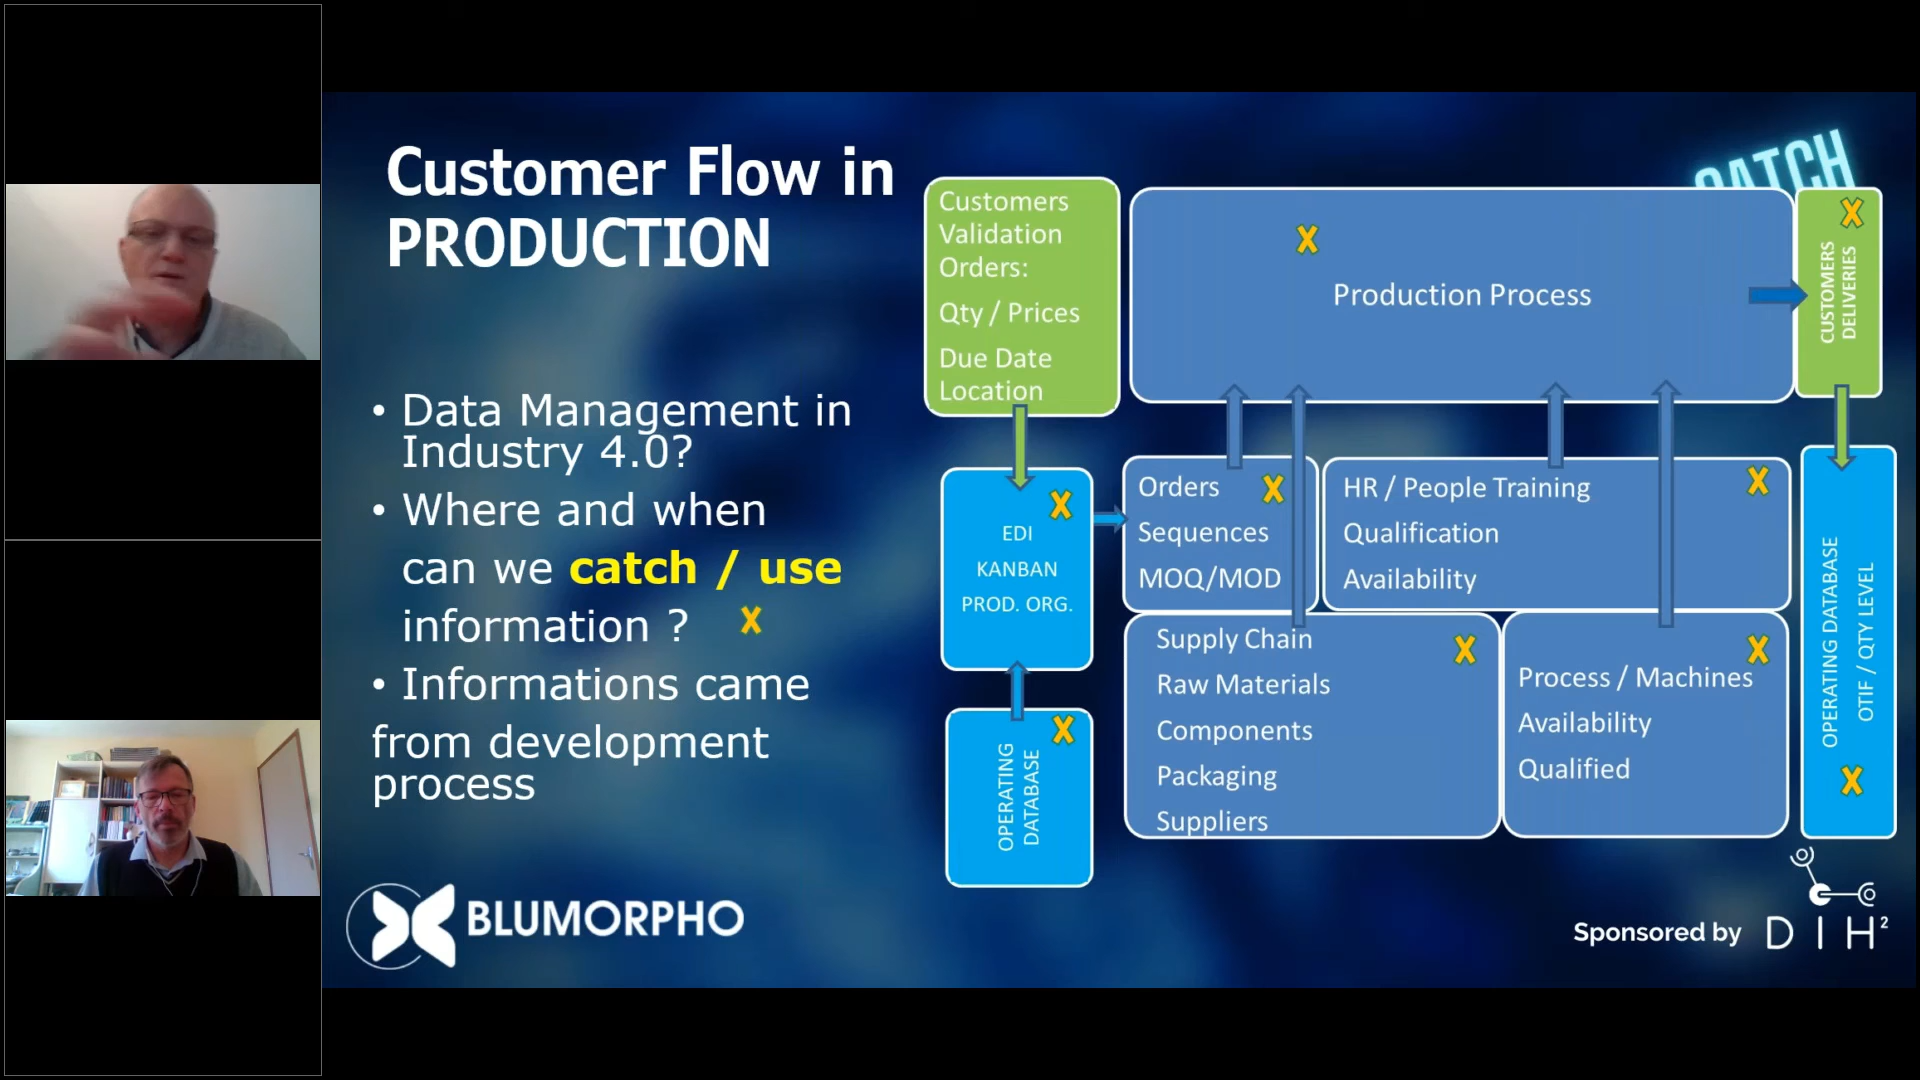 Customer Flow in
PRODUCTION
• Data Management in
Industry 4.0?
• Where and when
can we catch / use
information ? X
• Informations came
from development
process
BLUMORPHO
CATCH
Customers
Validation
Orders:
Qty / Prices
Due Date
Location
X
Production Process
X
CUSTOMERS
DELIVERIES
X
EDI
KANBAN
PROD. ORG.
Orders X
Sequences
MOQ/MOD
HR / People Training X
Qualification
Availability
X
OPERATING
DATABASE
Supply Chain X
Raw Materials
Components
Packaging
Suppliers
X
Process / Machines
Availability
Qualified
OPERATING DATABASE
OTIF / QTY LEVEL
X
Sponsored by DIH²